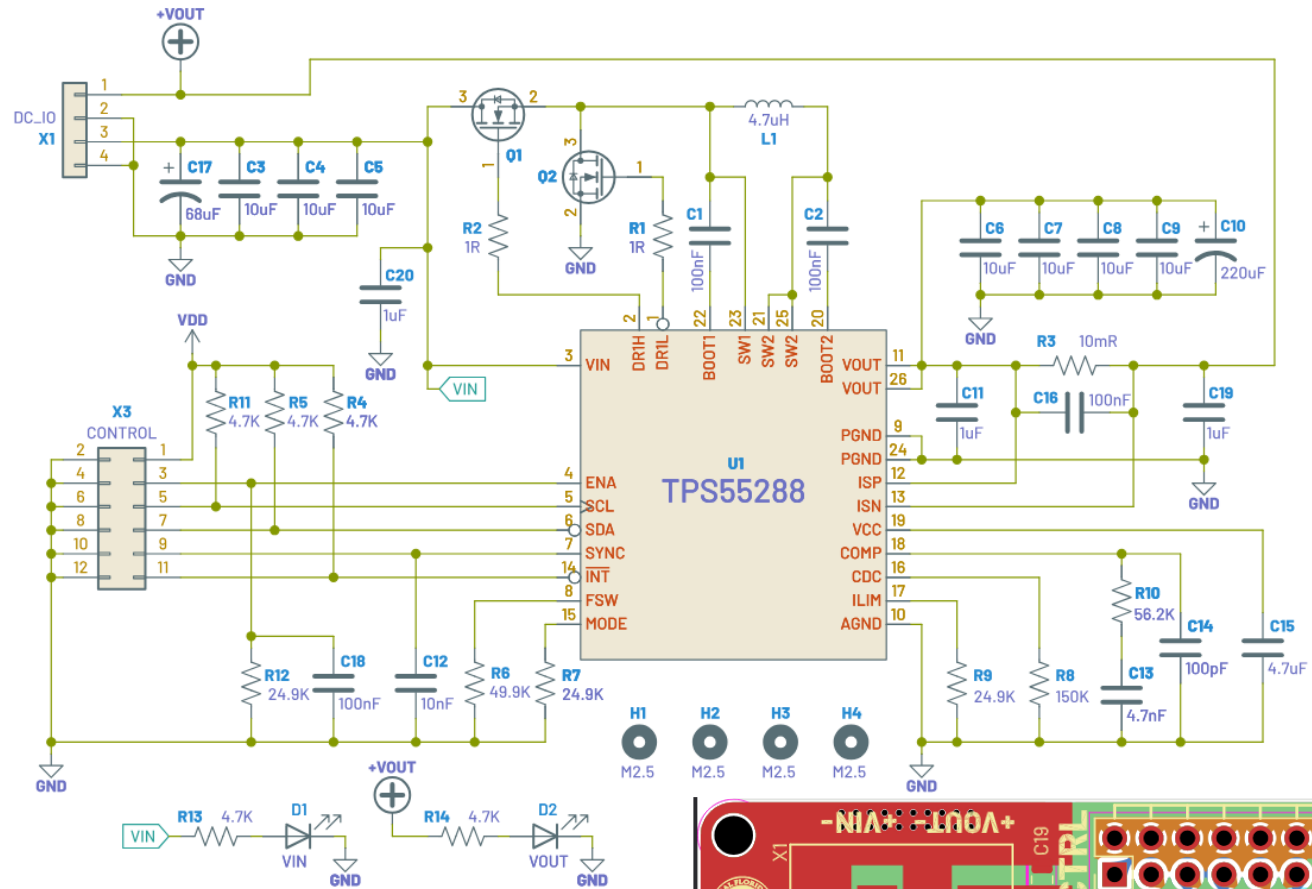 +VOUT
1
DC_IO
2
X1
3
4
+
C17
68uF
C3
10uF
C4
10uF
C5
10uF
GND
3
2
Q1
1
3
Q2
1
2
GND
4.7uH
L1
R2
1R
R1
1R
C1
100nF
C2
100nF
C20
1uF
GND
C6
10uF
C7
10uF
C8
10uF
C9
10uF
+
C10
220uF
GND
VDD
R11
4.7K
R5
4.7K
R4
4.7K
X3
CONTROL
2
1
4
3
6
5
8
7
10
9
12
11
VIN
2
1
22
23
21
25
20
DR1H
DR1L
BOOT1
SW1
SW2
SW2
BOOT2
3
VIN
4
ENA
5
SCL
6
SDA
7
SYNC
14
INT
8
FSW
15
MODE
U1
TPS55288
VOUT
11
VOUT
26
PGND
9
PGND
24
ISP
12
ISN
13
VCC
19
COMP
18
CDC
16
ILIM
17
AGND
10
R3
10mR
C11
1uF
C16
100nF
C19
1uF
GND
R12
24.9K
C18
100nF
C12
10nF
R6
49.9K
R7
24.9K
GND
R9
24.9K
R8
150K
R10
56.2K
C13
4.7nF
C14
100pF
C15
4.7uF
GND
H1
M2.5
H2
M2.5
H3
M2.5
H4
M2.5
VIN
R13
4.7K
D1
VIN
GND
+VOUT
R14
4.7K
D2
VOUT
GND
-VIN+
-VOUT+
X1
C19
CTRL